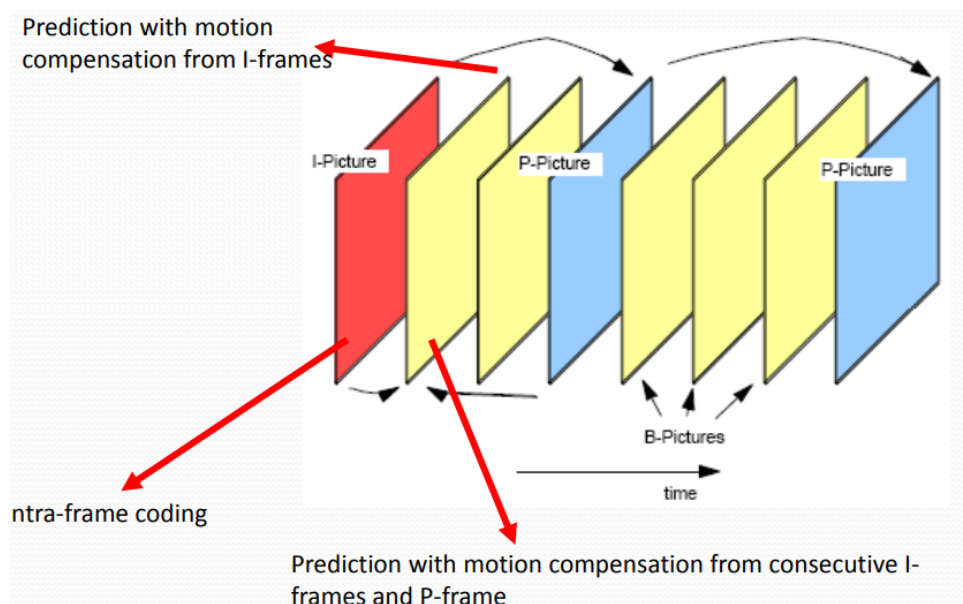 Prediction with motion
compensation from I-frames
I-Picture
P-Picture
P-Picture
B-Pictures
time
ntra-frame coding
Prediction with motion compensation from consecutive I-
frames and P-frame